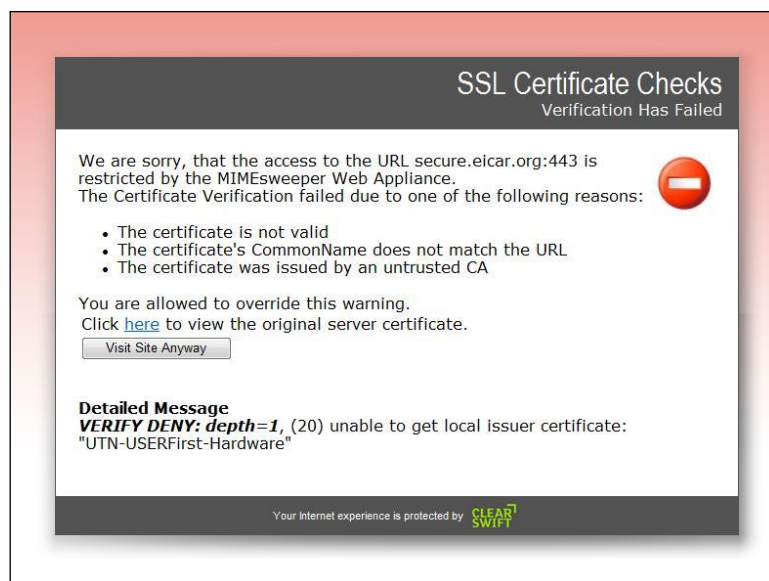 SSL Certificate Checks
Verification Has Failed
We are sorry, that the access to the URL secure.eicar.org:443 is
restricted by the MIMEsweeper Web Appliance.
The Certificate Verification failed due to one of the following reasons:
• The certificate is not valid
• The certificate's CommonName does not match the URL
• The certificate was issued by an untrusted CA
You are allowed to override this warning.
Click here to view the original server certificate.
Visit Site Anyway
Detailed Message
VERIFY DENY: depth=1, (20) unable to get local issuer certificate:
"UTN-USERFirst-Hardware"
Your Internet experience is protected by CLEAR
SWIFT